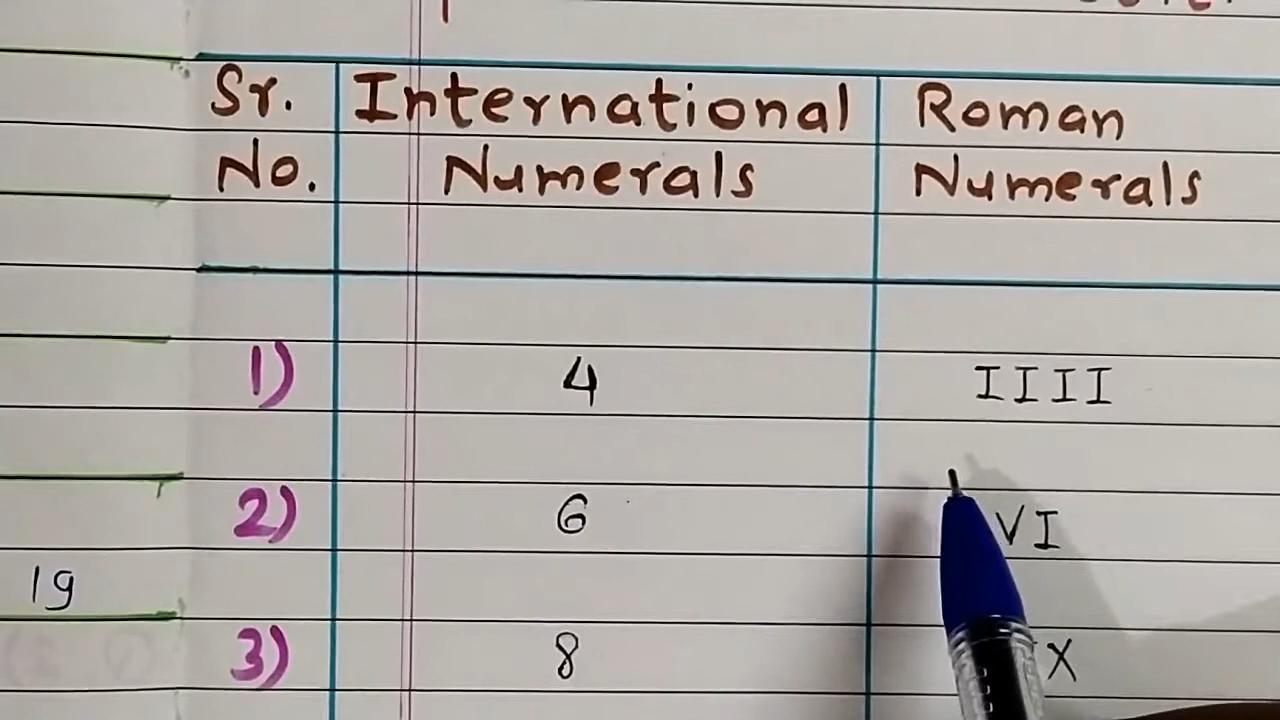 Sr. International Roman
No. Numerals Numerals
1) 4 IIII
2) 6 VI
19
3) 8 X